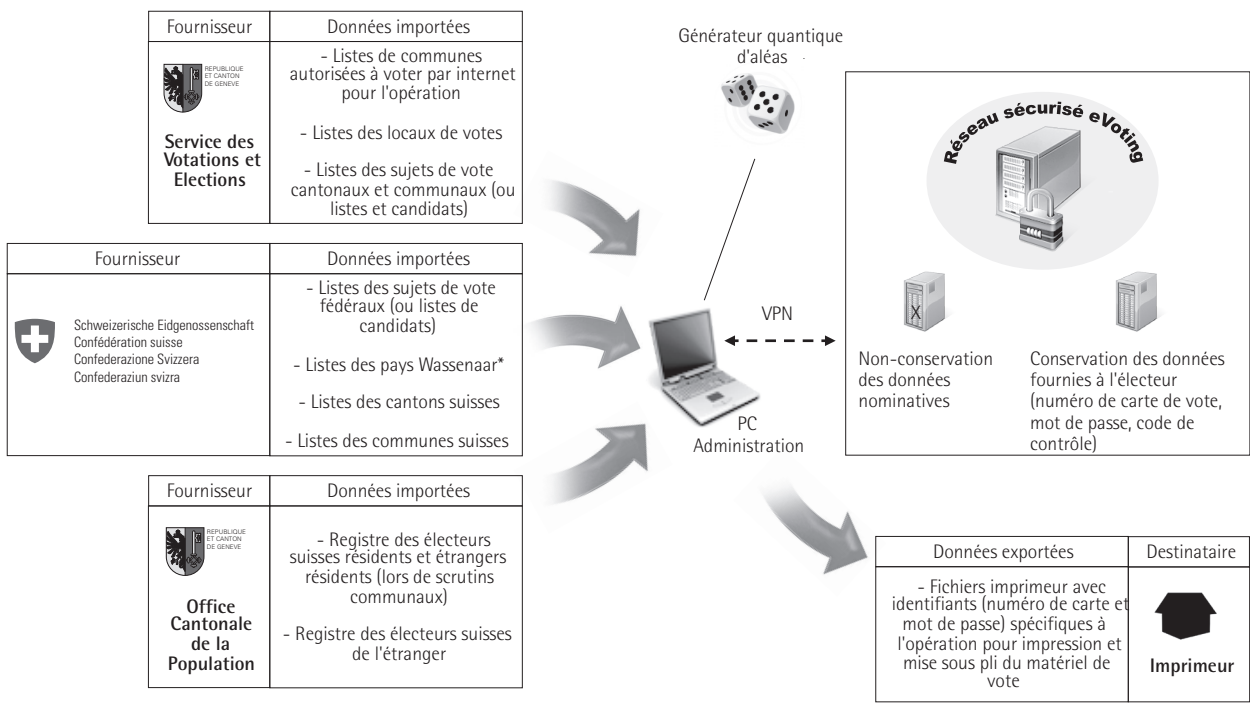 Fournisseur
Données importées
REPUBLIQUE
ET CANTON
DE GENEVE
Service des
Votations et
Elections
- Listes de communes
autorisées à voter par internet
pour l'opération
- Listes des locaux de votes
- Listes des sujets de vote
cantonaux et communaux (ou
listes et candidats)
Fournisseur
Données importées
Schweizerische Eidgenossenschaft
Confédération suisse
Confederazione Svizzera
Confederaziun svizra
- Listes des sujets de vote
fédéraux (ou listes de
candidats)
- Listes des pays Wassenaar*
- Listes des cantons suisses
- Listes des communes suisses
Fournisseur
Données importées
REPUBLIQUE
ET CANTON
DE GENEVE
Office
Cantonale
de la
Population
- Registre des électeurs
suisses résidents et étrangers
résidents (lors de scrutins
communaux)
- Registre des électeurs suisses
de l'étranger
Générateur quantique
d'aléas
PC
Administration
VPN
Réseau sécurisé eVoting
X
Non-conservation
des données
nominatives
Conservation des données
fournies à l'électeur
(numéro de carte de vote,
mot de passe, code de
contrôle)
Données exportées
Destinataire
- Fichiers imprimeur avec
identifiants (numéro de carte et
mot de passe) spécifiques à
l'opération pour impression et
mise sous pli du matériel de
vote
Imprimeur